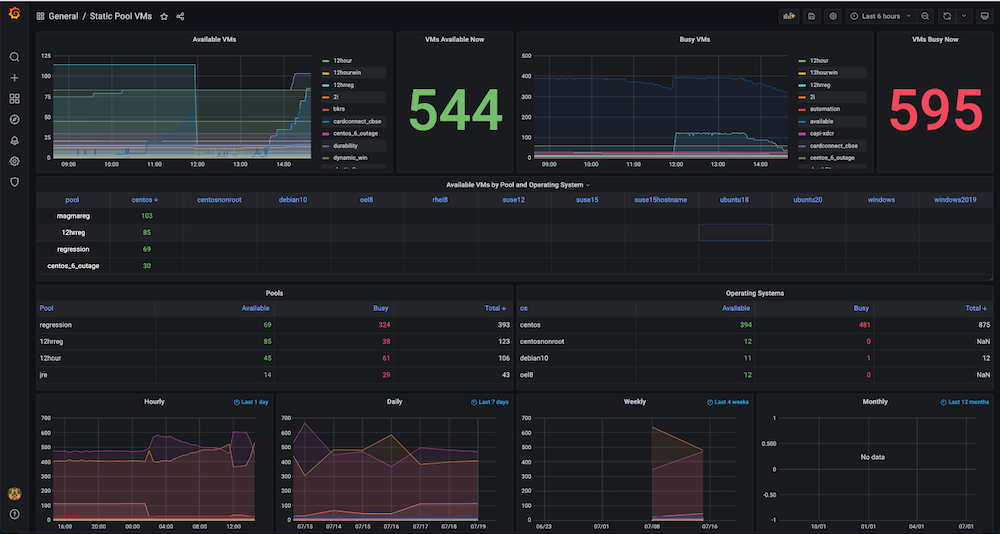 General / Static Pool VMs
Last 6 hours
Available VMs
125
100
75
50
25
0
09:00 10:00 11:00 12:00 13:00 14:00
12hour
12hourwin
12hrreg
2i
bkrs
cardconnect_cbse
centos_6_outage
durability
dynamic_win
VMs Available Now
544
Busy VMs
500
400
300
200
100
0
09:00 10:00 11:00 12:00 13:00 14:00
12hour
12hourwin
12hrreg
2i
automation
available
capi-xdcr
cardconnect_cbse
centos_6_outage
VMs Busy Now
595
Available VMs by Pool and Operating System
pool centos centosnonroot debian10 oel8 rhel8 suse12 suse15 suse15hostname ubuntu18 ubuntu20 windows windows2019
magmareg 103
12hrreg 85
regression 69
centos_6_outage 30
Pools
Pool Available Busy Total
regression 69 324 393
12hrreg 85 38 123
12hour 45 61 106
jre 14 29 43
Operating Systems
os Available Busy Total
centos 394 481 875
centosnonroot 12 0 NaN
debian10 11 1 12
oel8 12 0 NaN
Hourly Last 1 day
700
600
500
400
300
200
100
0
16:00 20:00 00:00 04:00 08:00 12:00
Daily Last 7 days
700
600
500
400
300
200
100
0
07/13 07/14 07/15 07/16 07/17 07/18 07/19
Weekly Last 4 weeks
700
600
500
400
300
200
100
0
06/23 07/01 07/08 07/16
Monthly Last 12 months
1
0.500
0
-0.50
-1
No data
10/01 01/01 04/01 07/01